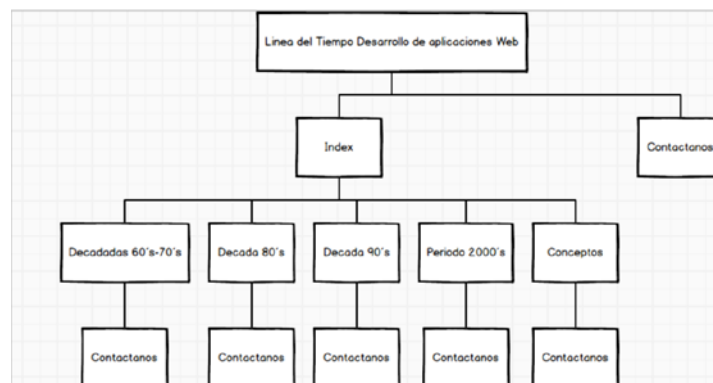 Linea del Tiempo Desarrollo de aplicaciones Web
Index
Contactanos
Decadadas 60´s-70´s
Decada 80´s
Decada 90´s
Periodo 2000´s
Conceptos
Contactanos
Contactanos
Contactanos
Contactanos
Contactanos